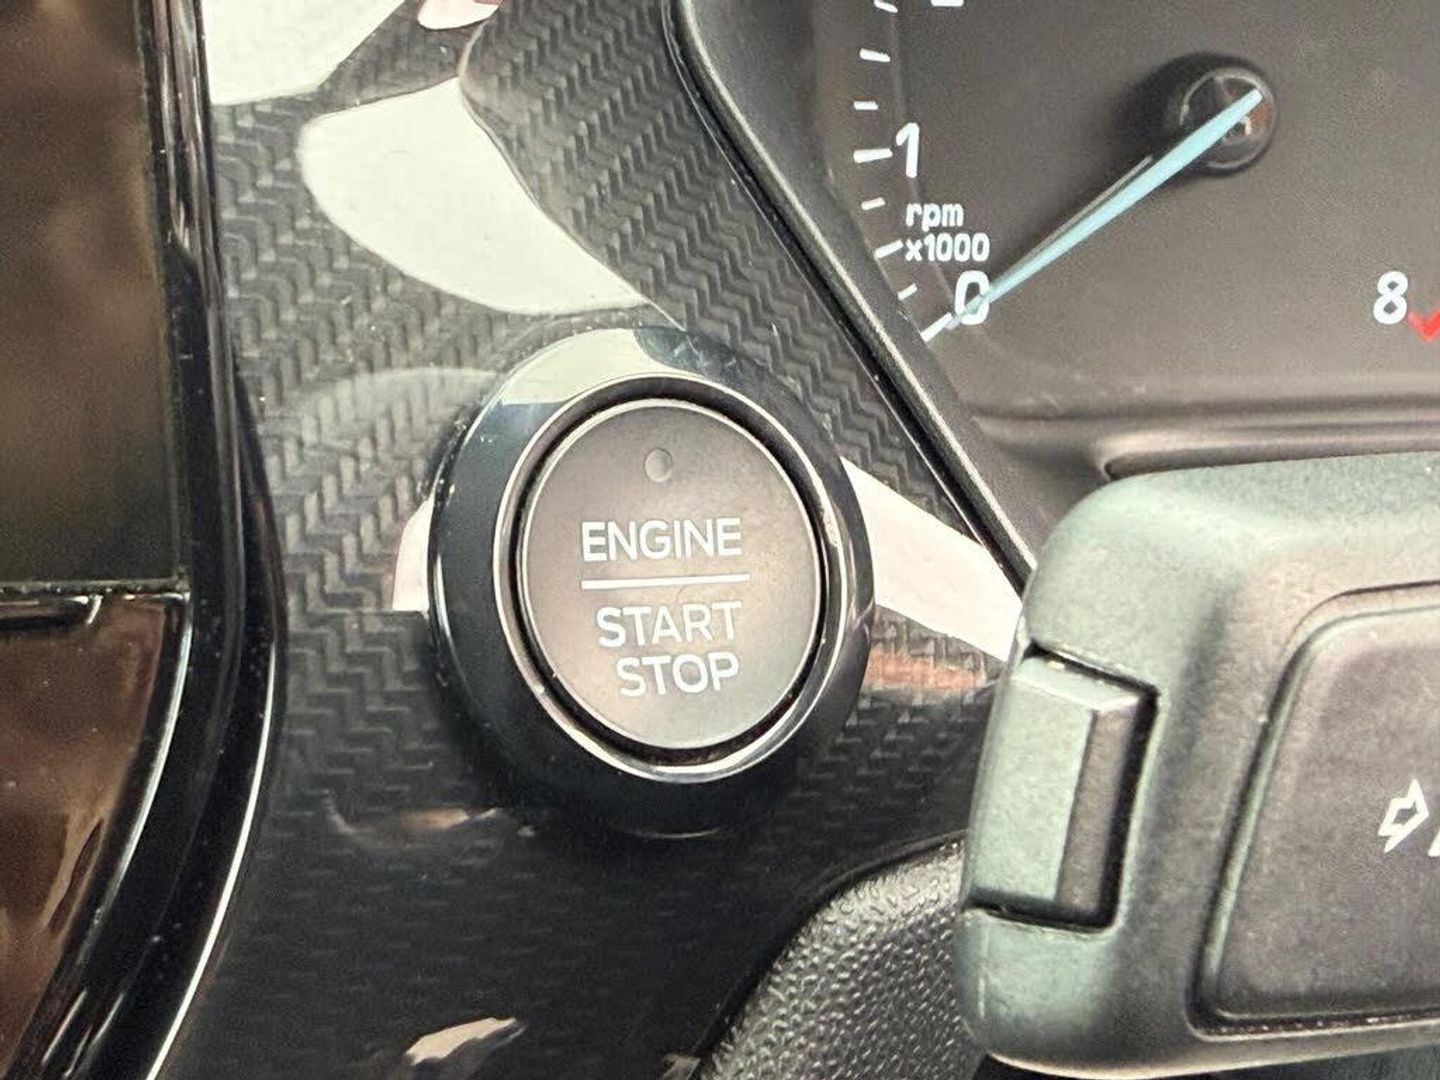 1
rpm
x1000
0
8
ENGINE
START
STOP